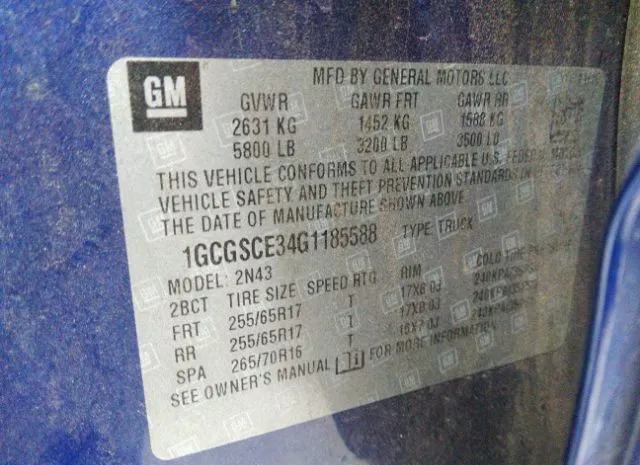 GM
MFD BY GENERAL MOTORS LLC
GVWR GAWR FRT GAWR RR
2631 KG 1452 KG 1588 KG
5800 LB 3200 LB 3500 LB
THIS VEHICLE CONFORMS TO ALL APPLICABLE U.S. FEDERAL MOTOR
VEHICLE SAFETY AND THEFT PREVENTION STANDARDS IN EFFECT ON
THE DATE OF MANUFACTURE SHOWN ABOVE.
1GCGSCE34G1185588 TYPE: TRUCK
MODEL: 2N43
2BCT TIRE SIZE SPEED RTG RIM COLD TIRE
FRT 255/65R17 T 17X8.0J
RR 255/65R17 T 17X8.0J
SPA 265/70R16 16X7.0J
SEE OWNER'S MANUAL FOR MORE INFORMATION